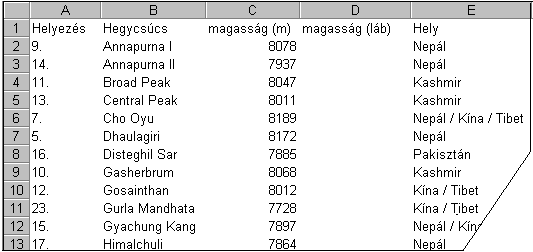 A B C D E
1 Helyezés Hegycsúcs magasság (m) magasság (láb) Hely
2 9. Annapurna I 8078 Nepál
3 14. Annapurna II 7937 Nepál
4 11. Broad Peak 8047 Kashmir
5 13. Central Peak 8011 Kashmir
6 7. Cho Oyu 8189 Nepál / Kína / Tibet
7 5. Dhaulagiri 8172 Nepál
8 16. Disteghil Sar 7885 Pakisztán
9 10. Gasherbrum 8068 Kashmir
10 12. Gosainthan 8012 Kína / Tibet
11 23. Gurla Mandhata 7728 Kína / Tibet
12 15. Gyachung Kang 7897 Nepál / Kín
13 17. Himalchuli 7864 Nepál